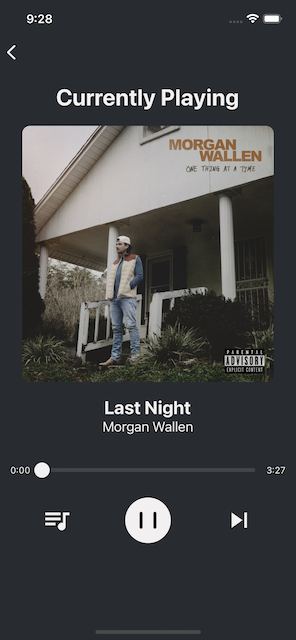 9:28
Currently Playing
MORGAN
WALLEN
ONE THING AT A TIME
PARENTAL
ADVISORY
EXPLICIT CONTENT
Last Night
Morgan Wallen
0:00
3:27